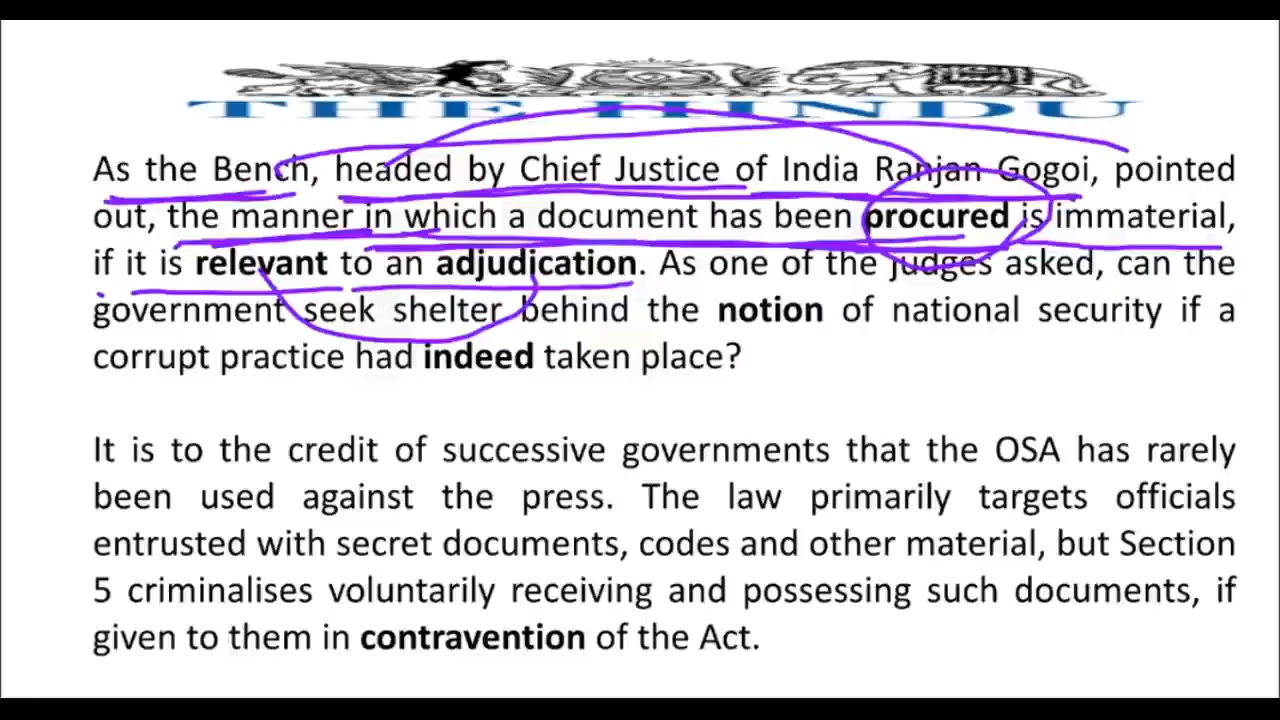 THE HINDU
As the Bench, headed by Chief Justice of India Ranjan Gogoi, pointed
out, the manner in which a document has been procured is immaterial,
if it is relevant to an adjudication. As one of the judges asked, can the
government seek shelter behind the notion of national security if a
corrupt practice had indeed taken place?
It is to the credit of successive governments that the OSA has rarely
been used against the press. The law primarily targets officials
entrusted with secret documents, codes and other material, but Section
5 criminalises voluntarily receiving and possessing such documents, if
given to them in contravention of the Act.